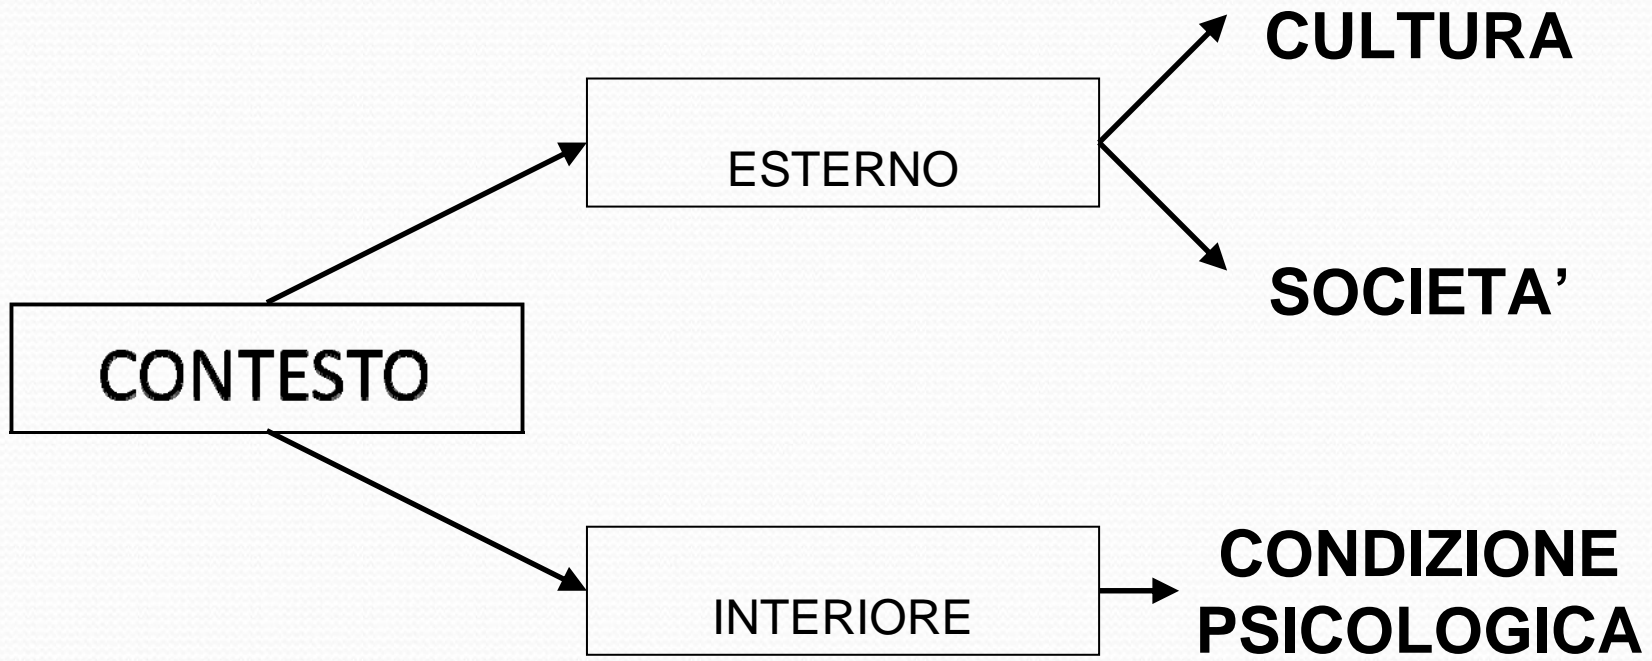 CULTURA
ESTERNO
SOCIETA’
CONTESTO
CONDIZIONE
INTERIORE
PSICOLOGICA